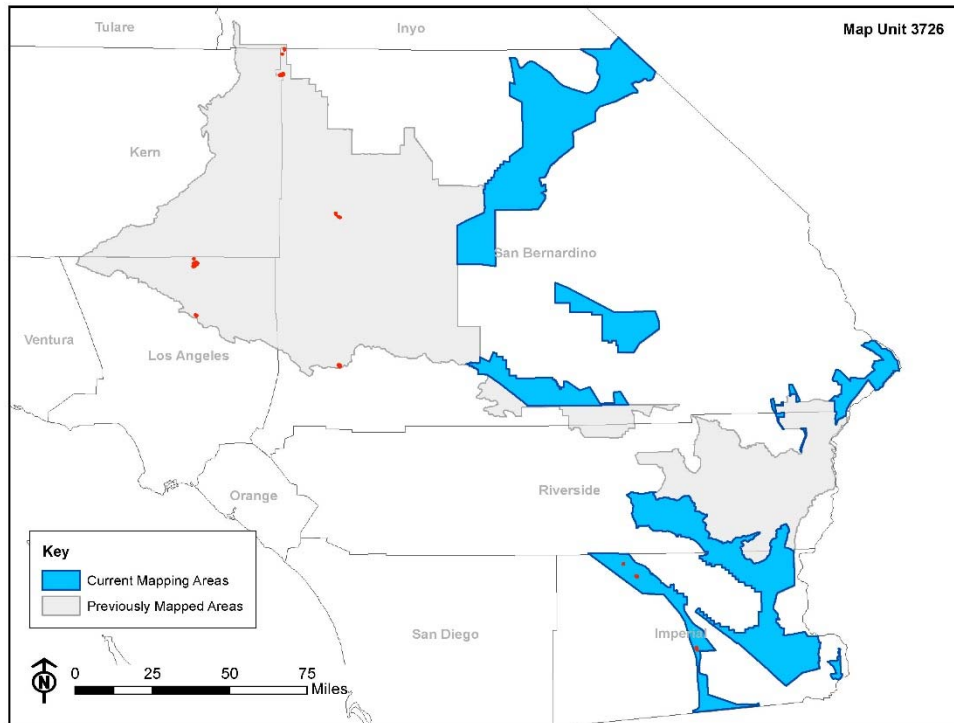 Tulare
Inyo
Map Unit 3726
Kern
San Bernardino
Ventura
Los Angeles
Orange
Riverside
Key
Current Mapping Areas
Previously Mapped Areas
San Diego
Imperial
N
0 25 50 75
Miles